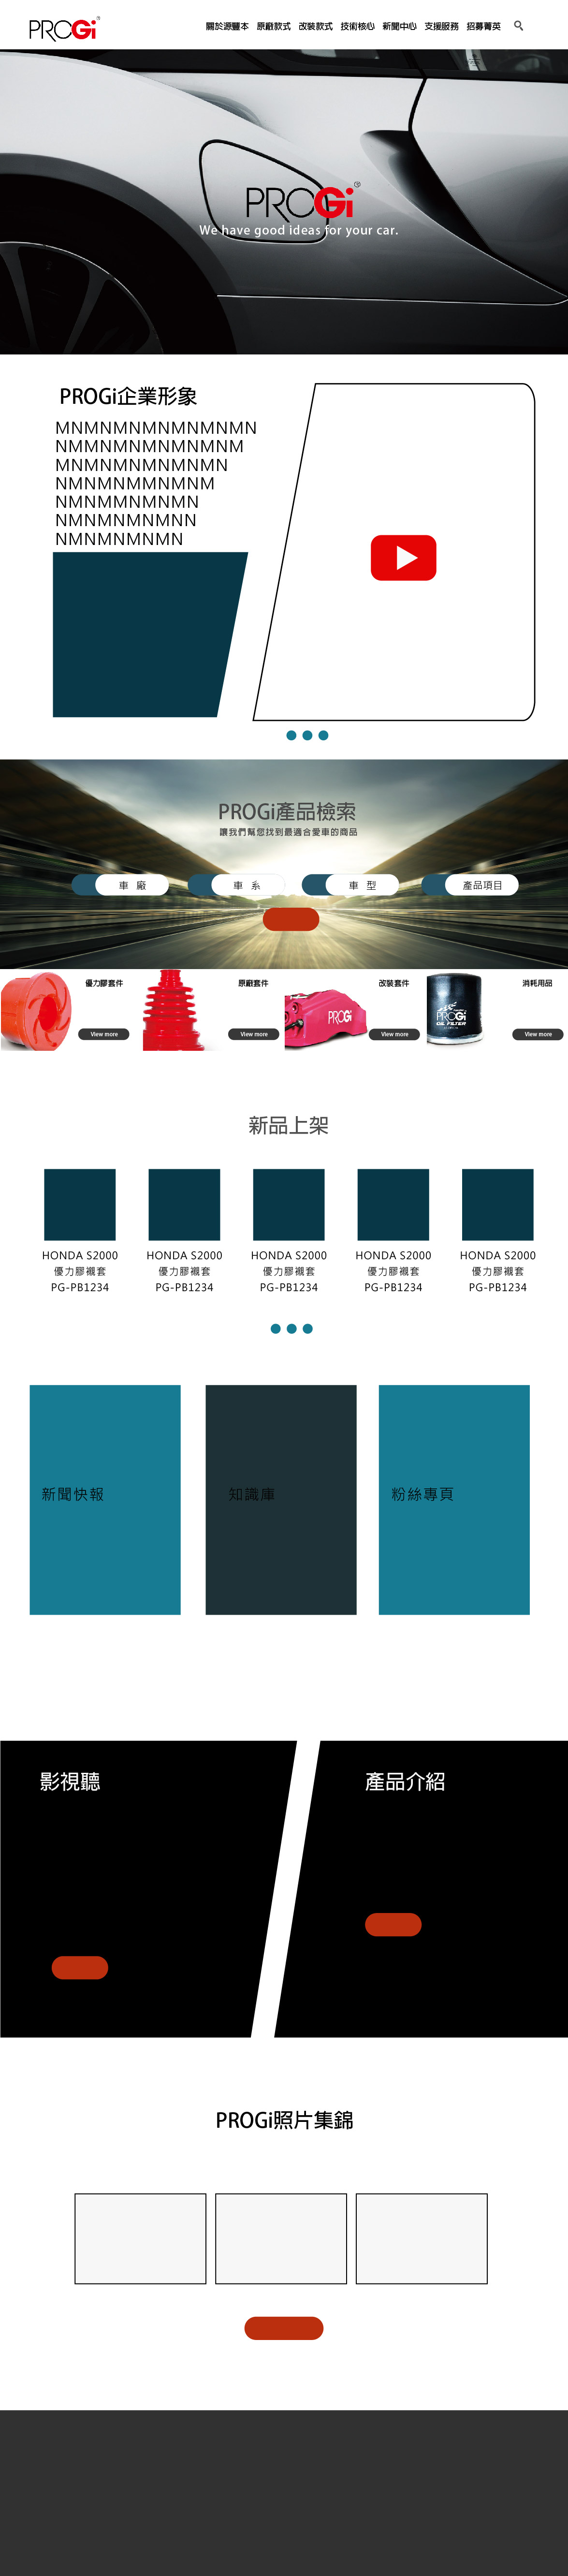 PROGi®
關於源豐本 原廠款式 改裝款式 技術核心 新聞中心 支援服務 招募菁英
PROGi
We have good ideas for your car.
PROGi企業形象
MNMNMNMNMNMNMN
NMMNMNMNMNMNM
MNMNMNMNMNMN
NMNMNMMNMNM
NMNMMNMNMN
NMNMNMNMNN
NMNMNMNMN
PROGi產品檢索
讓我們幫您找到最適合愛車的商品
車 廠
車 系
車 型
產品項目
優力膠套件
View more
原廠套件
View more
PROGi
改裝套件
View more
PROGi
OIL FILTER
消耗用品
View more
新品上架
HONDA S2000
優力膠襯套
PG-PB1234
HONDA S2000
優力膠襯套
PG-PB1234
HONDA S2000
優力膠襯套
PG-PB1234
HONDA S2000
優力膠襯套
PG-PB1234
HONDA S2000
優力膠襯套
PG-PB1234
新聞快報
知識庫
粉絲專頁
影視聽
產品介紹
PROGi照片集錦